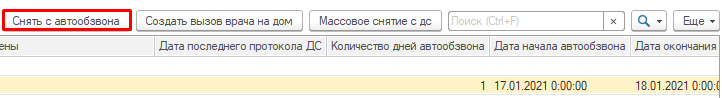 Снять с автообзвона Создать вызов врача на дом Массовое снятие с дс Поиск (Ctrl+F) × Еще
ены Дата последнего протокола ДС Количество дней автообзвона Дата начала автообзвона Дата окончания
1 17.01.2021 0:00:00 18.01.2021 0:00:0